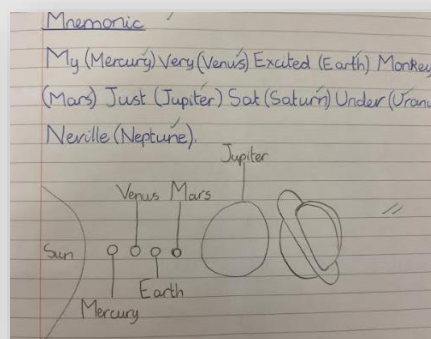 Mnemonic
My (Mercury) Very (Venus) Excited (Earth) Monkey
(Mars) Just (Jupiter) Sat (Saturn) Under (Uranu
Neville (Neptune).
Jupiter
Venus Mars
Sun
Earth
Mercury